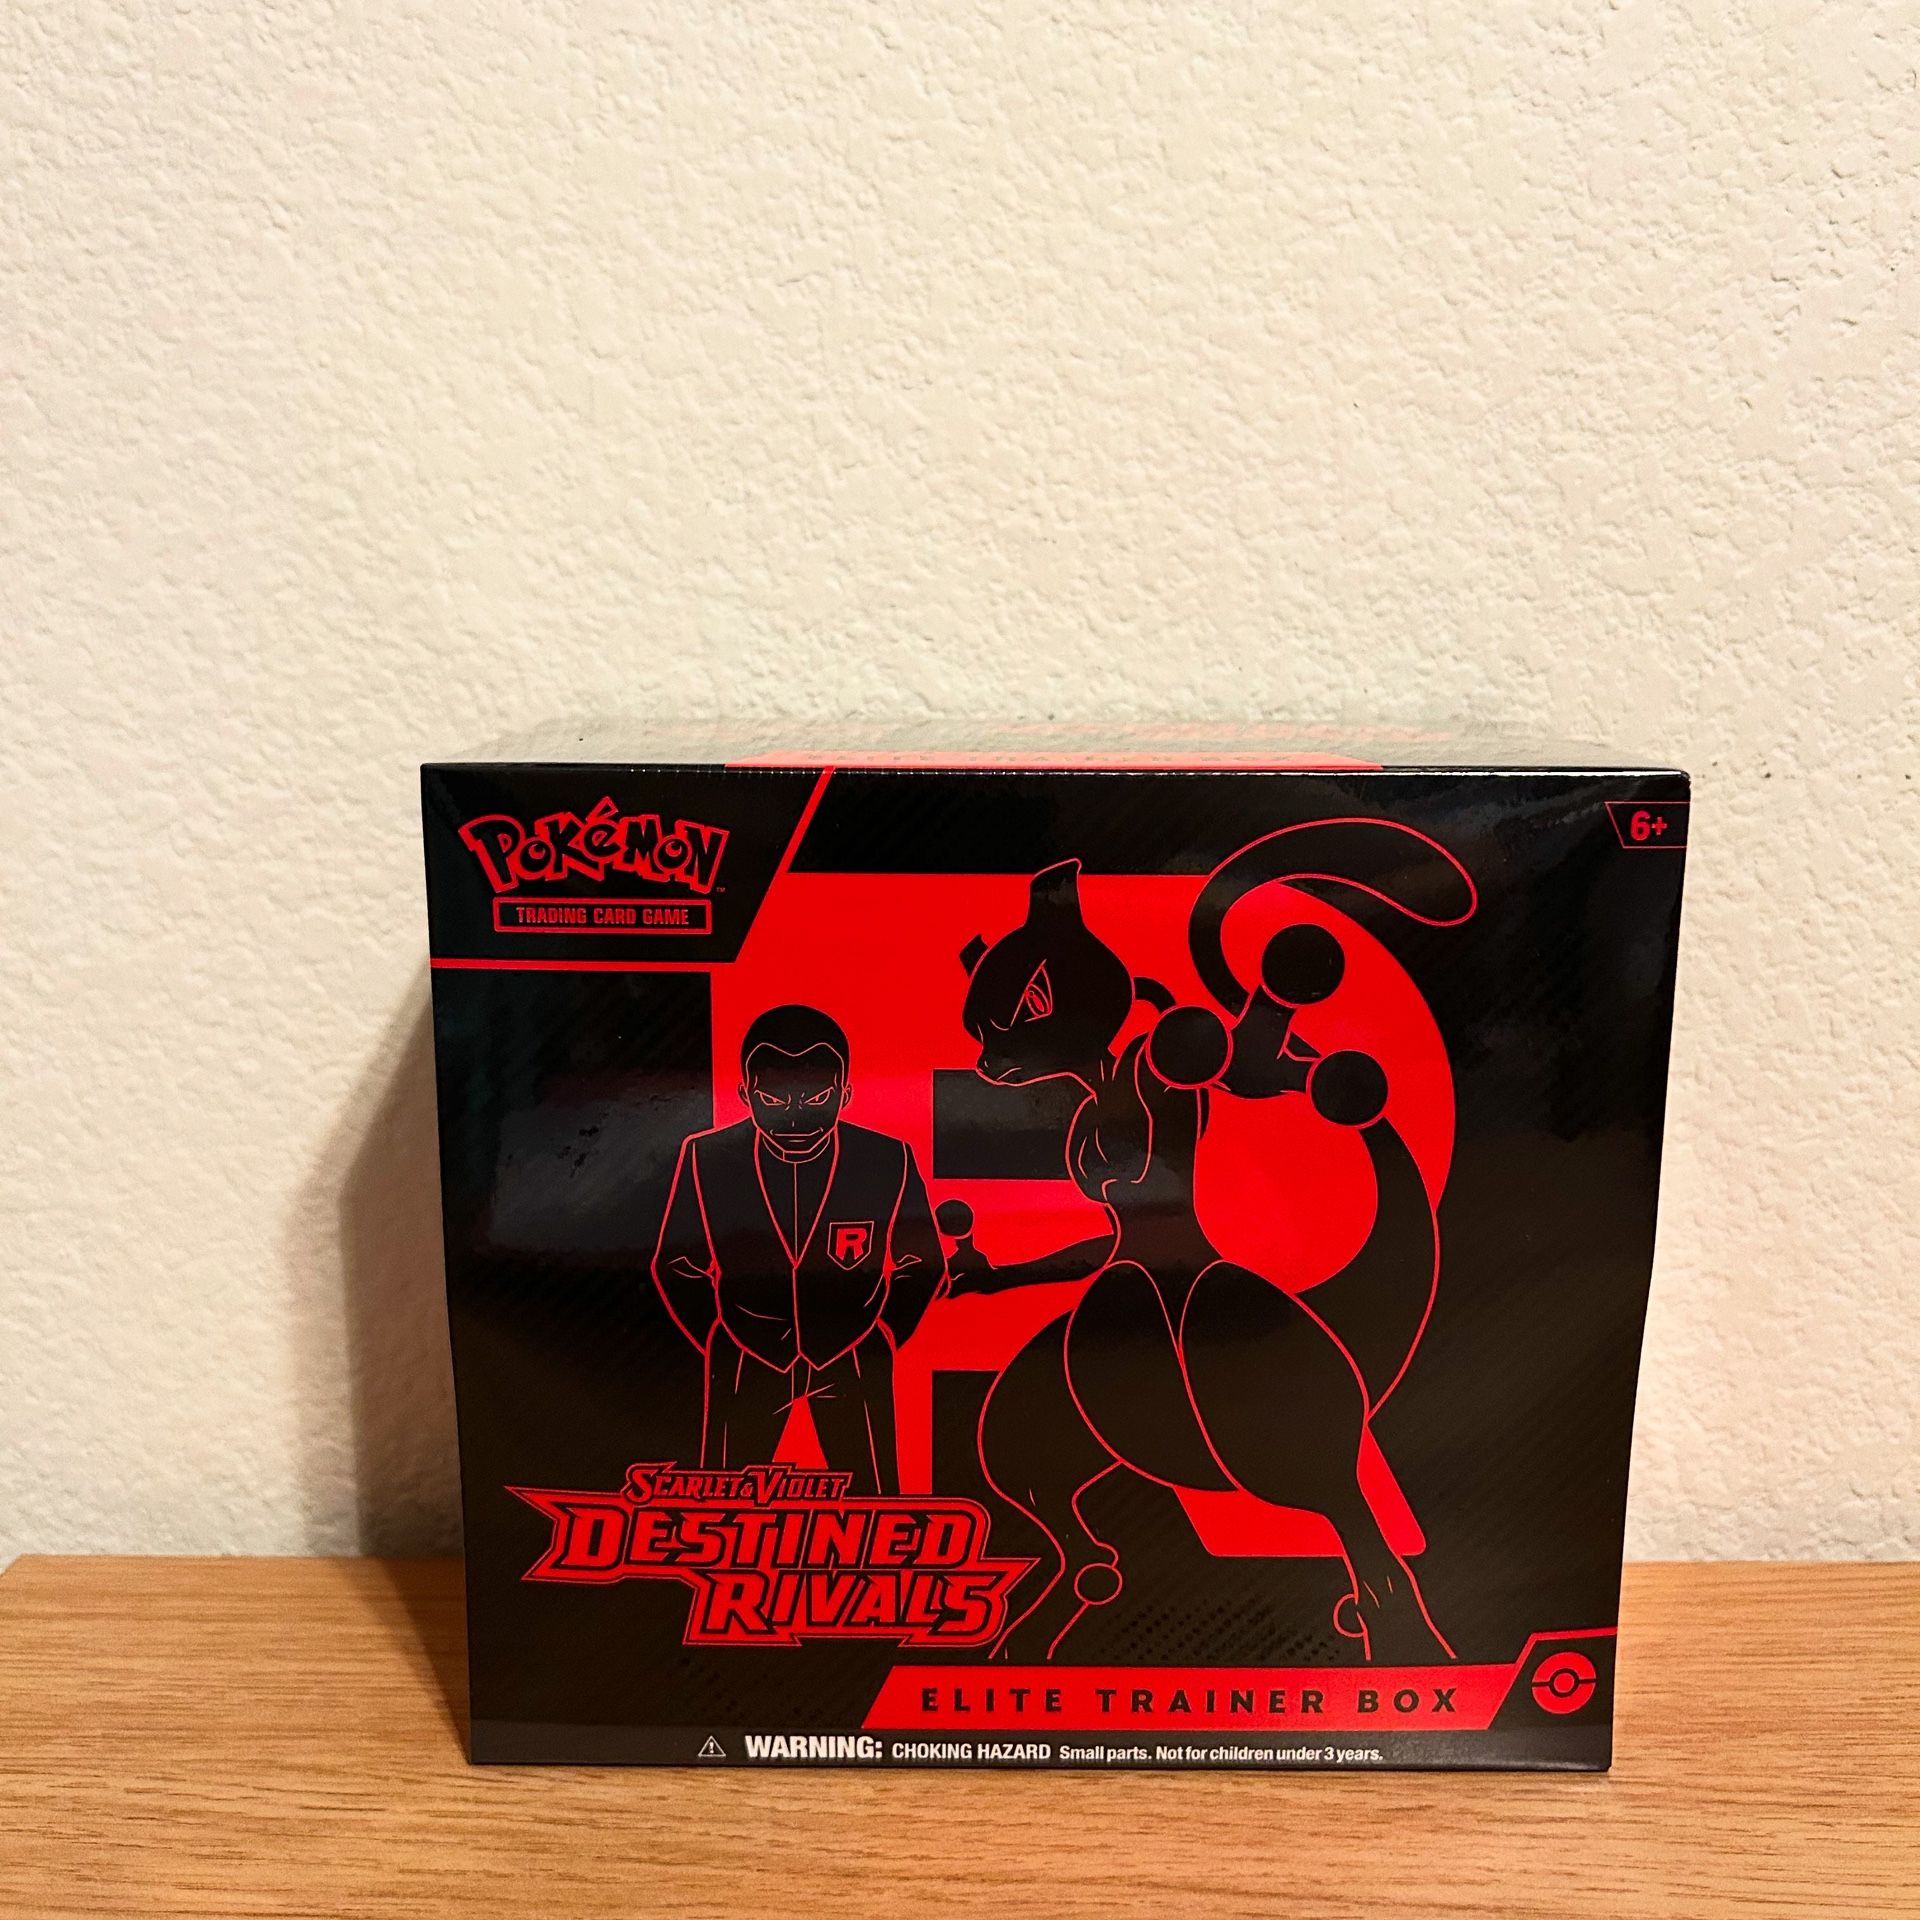 POKéMON™
TRADING CARD GAME
6+
R
SCARLET & VIOLET
DESTINED
RIVALS
ELITE TRAINER BOX
WARNING: CHOKING HAZARD Small parts. Not for children under 3 years.